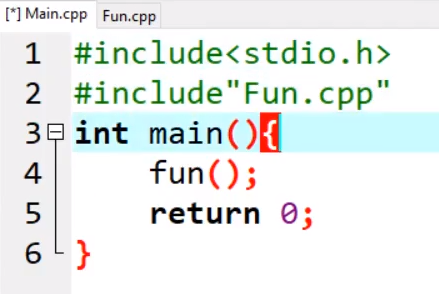 [*] Main.cpp Fun.cpp
1 #include<stdio.h>
2 #include"Fun.cpp"
3 int main(){
4 fun();
5 return 0;
6 }